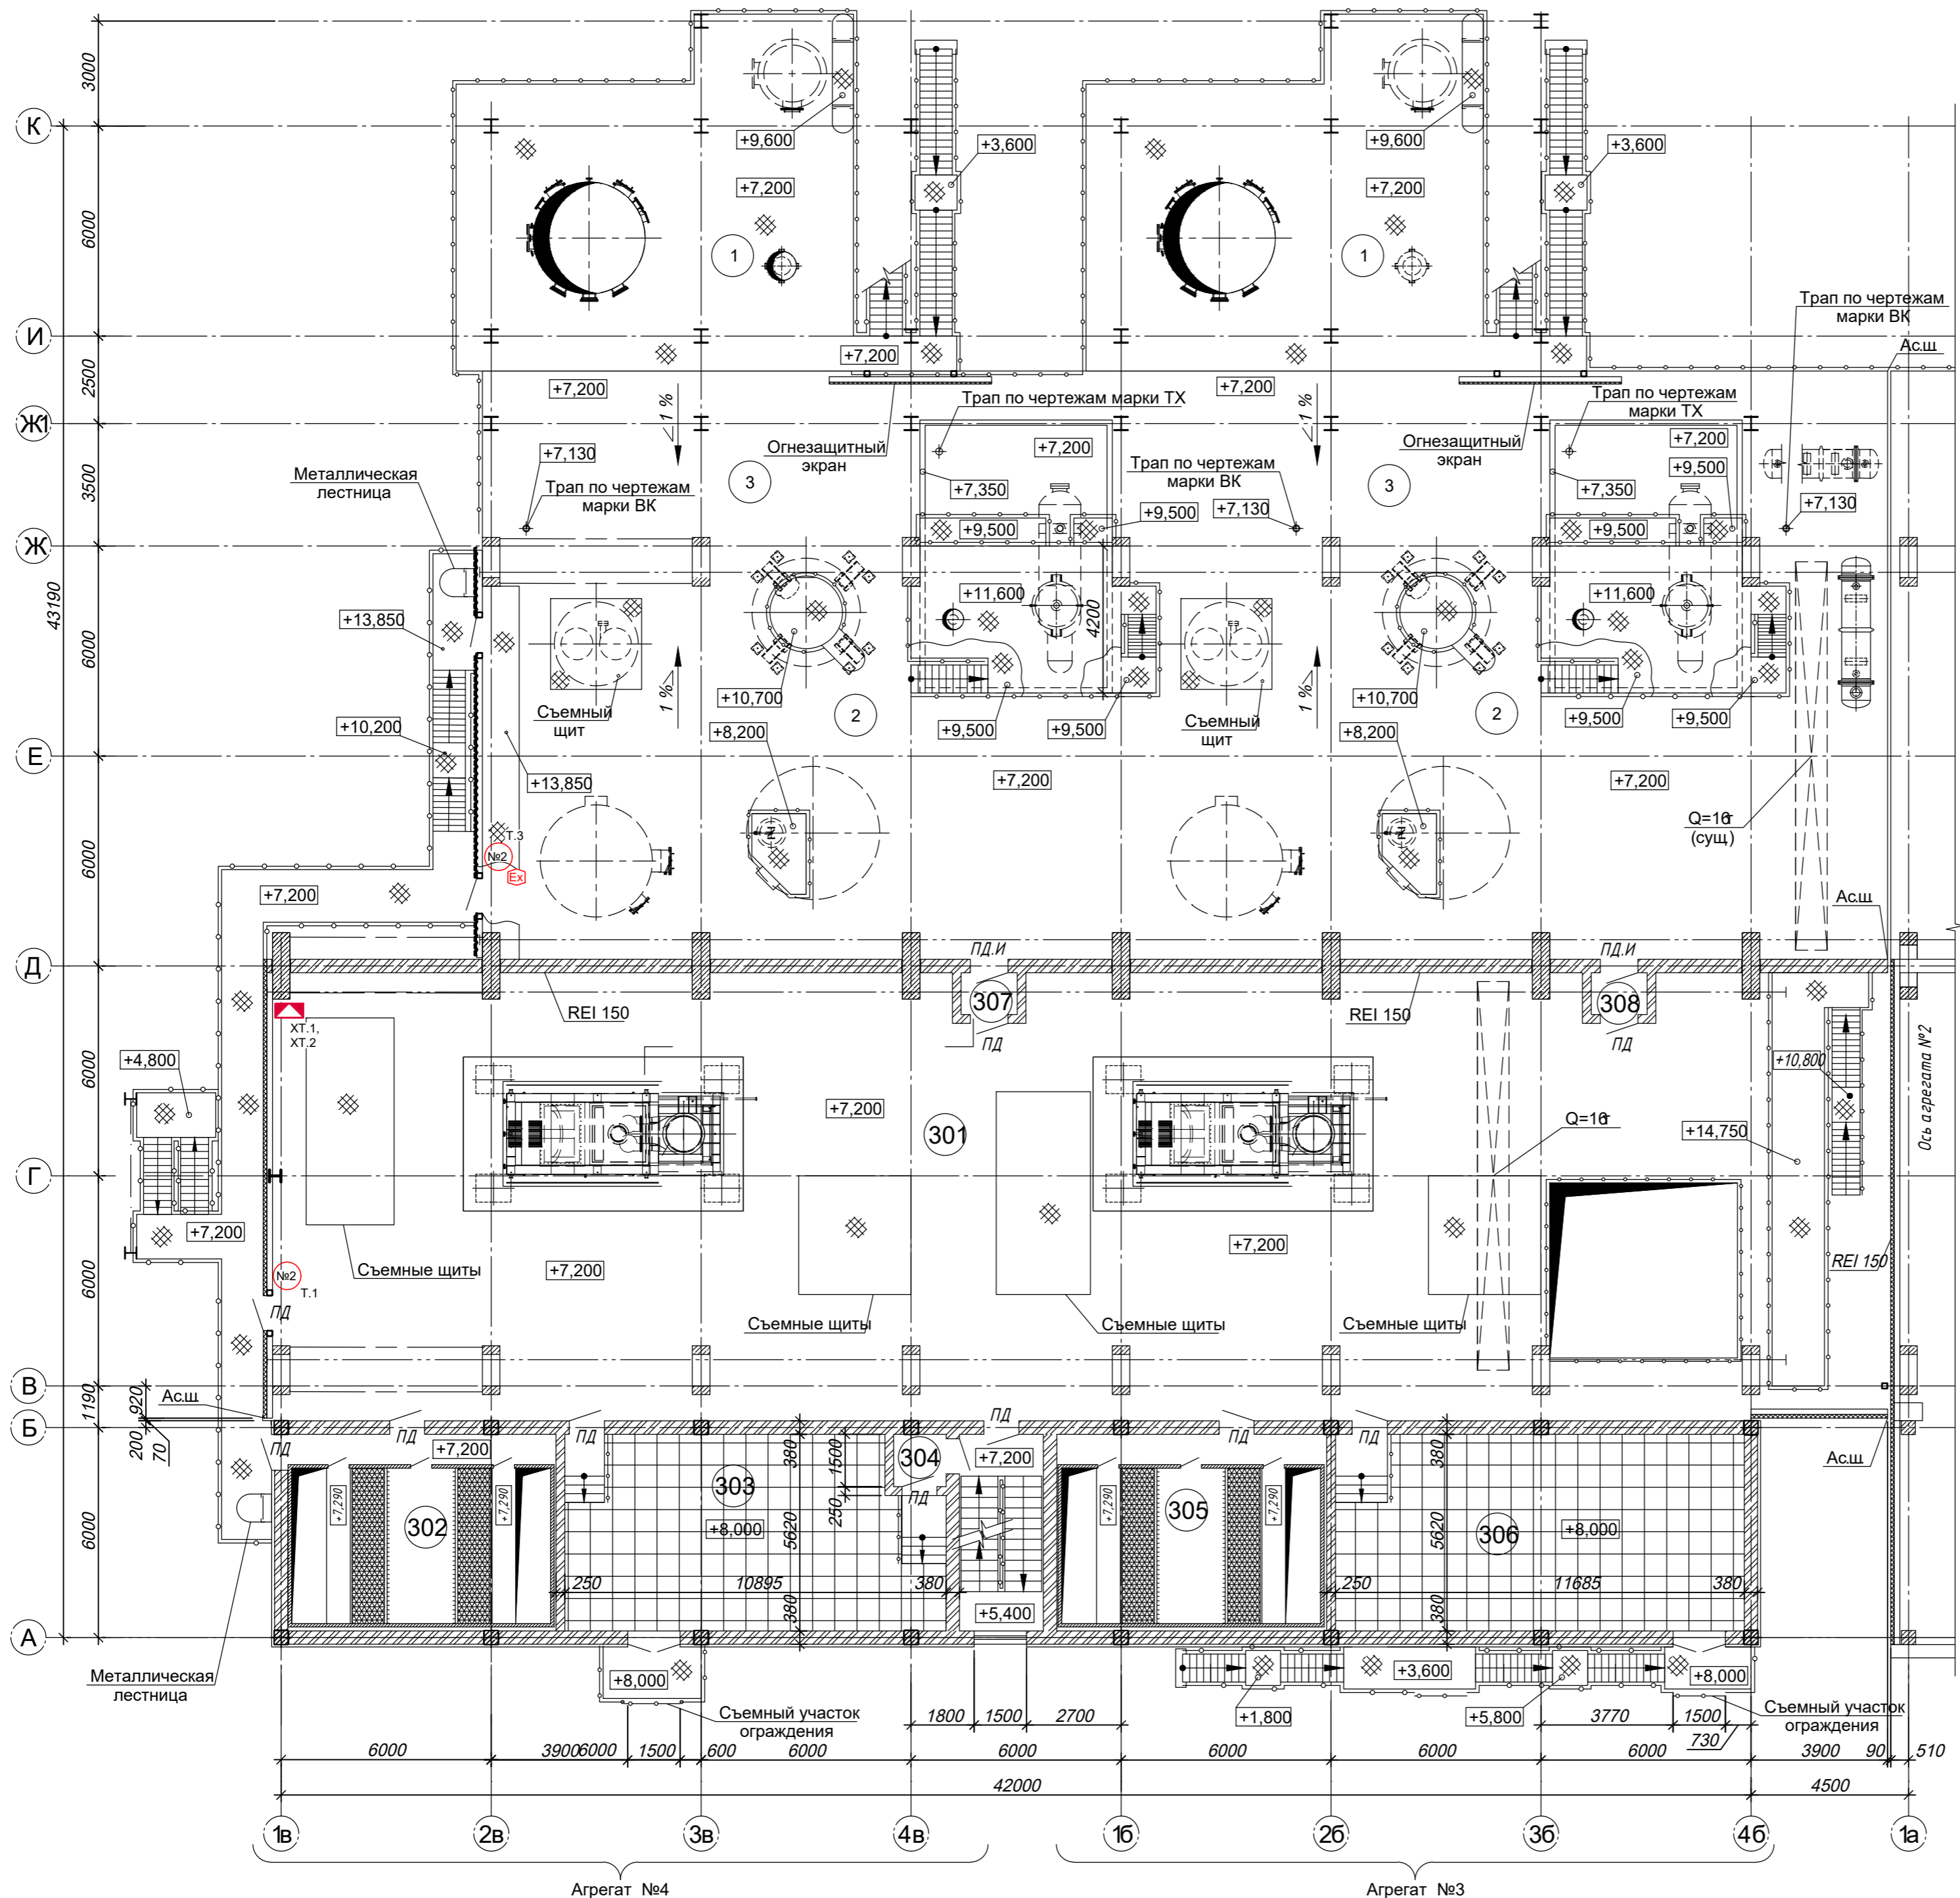 3000
К
+9,600
+3,600
+9,600
+3,600
+7,200
+7,200
6000
1
1
Трап по чертежам
марки ВК
И
+7,200
Ас.ш.
2500
+7,200
1 %
+7,200
1 %
Трап по чертежам марки ТХ
Трап по чертежам
марки ТХ
Ж1
Огнезащитный
экран
+7,200
Огнезащитный
экран
+7,200
+7,130
Металлическая
лестница
3500
3
Трап по чертежам
марки ВК
3
+9,500
Трап по чертежам
марки ВК
+7,350
+7,350
+7,130
+9,500
+9,500
+7,130
+9,500
Ж
43190
+13,850
+11,600
4200
+11,600
6000
1 %
+10,700
1 %
+10,700
Съемный
щит
2
Съемный
щит
2
+10,200
+8,200
+9,500
+9,500
+8,200
+9,500
+9,500
Е
+13,850
+7,200
+7,200
Q=16т
(сущ.)
6000
Т.3
№2
Ex
+7,200
Ас.ш.
ПД.И
ПД.И
Д
307
308
REI 150
REI 150
ХТ.1,
ХТ.2
ПД
ПД
Ось агрегата №2
6000
+4,800
+10,800
+7,200
301
Q=16т
+14,750
Г
+7,200
+7,200
+7,200
REI 150
6000
№2
Т.1
Съемные щиты
ПД
Съемные щиты
Съемные щиты
Съемные щиты
В
1190
920
Ас.ш.
Б
200
70
ПД
ПД
+7,200
ПД
ПД
ПД
ПД
380
1500
304
+7,200
380
Ас.ш.
303
+7,290
302
+7,290
250
ПД
+7,290
305
+7,290
+8,000
5620
5620
306
+8,000
6000
250
10895
380
250
11685
380
380
+5,400
380
А
Металлическая
лестница
+8,000
+3,600
+8,000
Съемный участок
ограждения
+1,800
+5,800
Съемный участок
ограждения
1800
1500
2700
3770
1500
730
6000
3900
6000
1500
600
6000
6000
6000
6000
6000
3900
90
510
42000
4500
1в
2в
3в
4в
1б
2б
3б
4б
1а
Агрегат №4
Агрегат №3